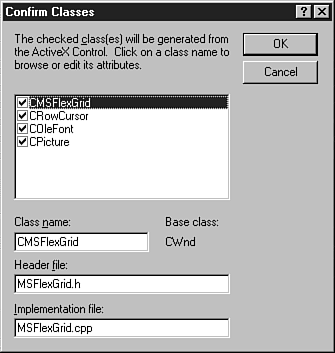 Confirm Classes
The checked class(es) will be generated from
the ActiveX Control. Click on a class name to
browse or edit its attributes.
OK
Cancel
CMSFlexGrid
CRowCursor
COleFont
CPicture
Class name:
Base class:
CMSFlexGrid
CWnd
Header file:
MSFlexGrid.h
Implementation file:
MSFlexGrid.cpp